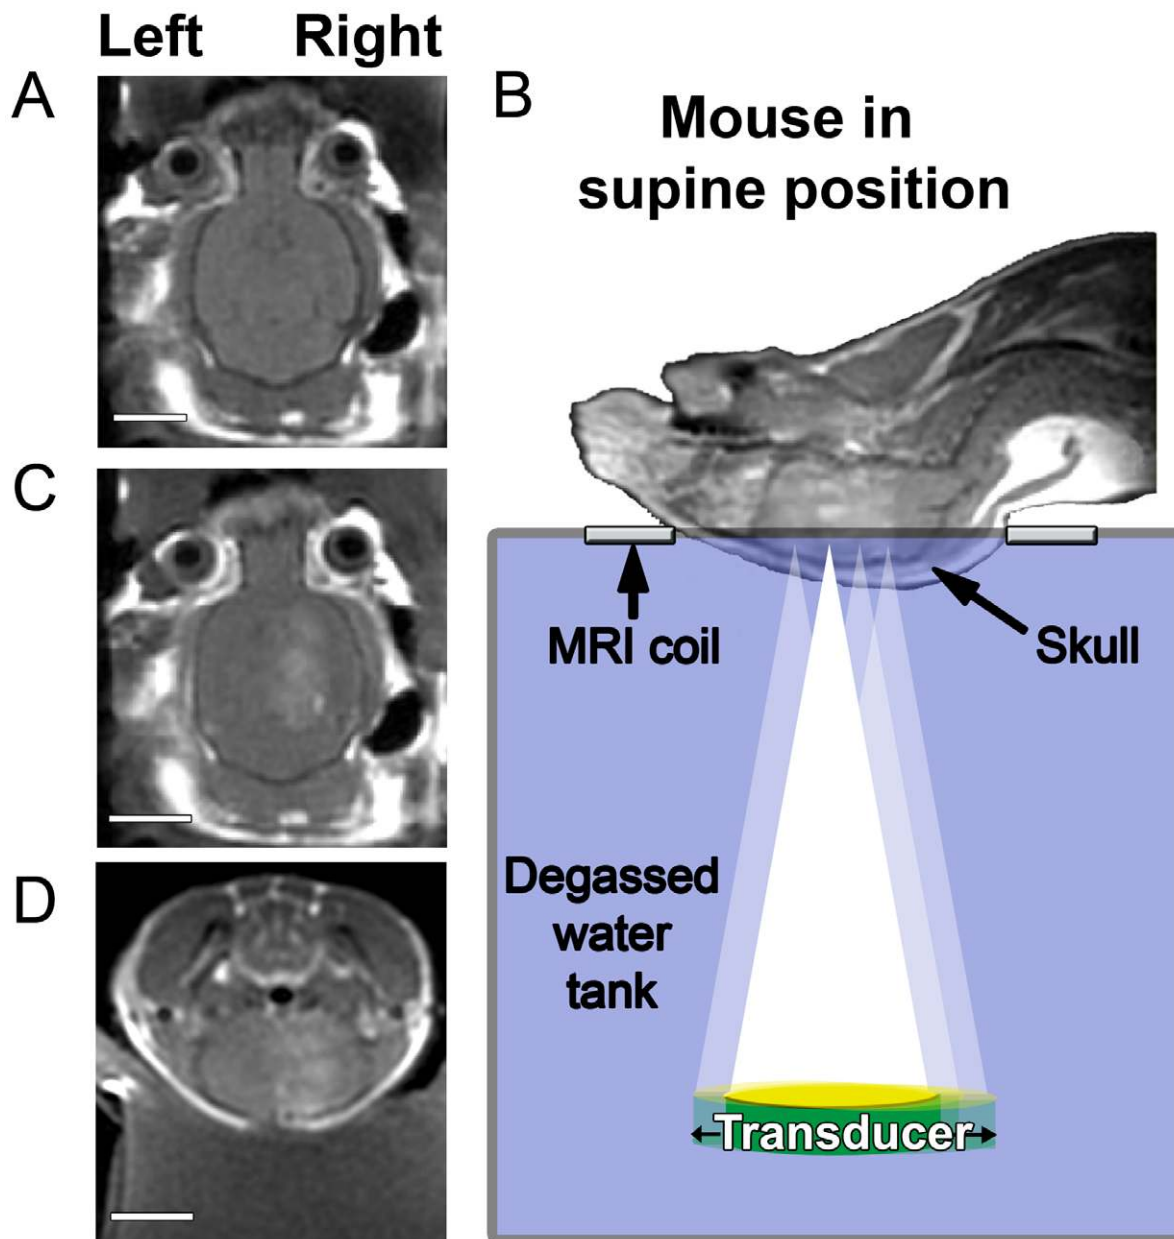 Left Right
A
B
Mouse in
supine position
C
MRI coil
Skull
D
Degassed
water
tank
Transducer